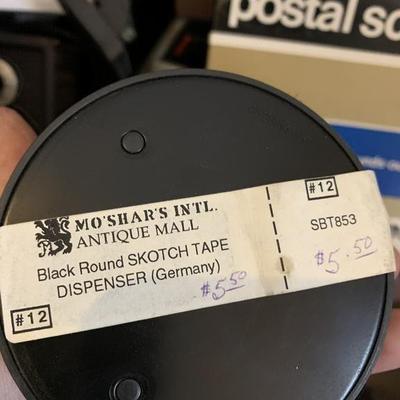 postal sc
MO'SHAR'S INTL.
ANTIQUE MALL
Black Round SKOTCH TAPE
DISPENSER (Germany)
$5.50
#12
#12
SBT853
$5.50